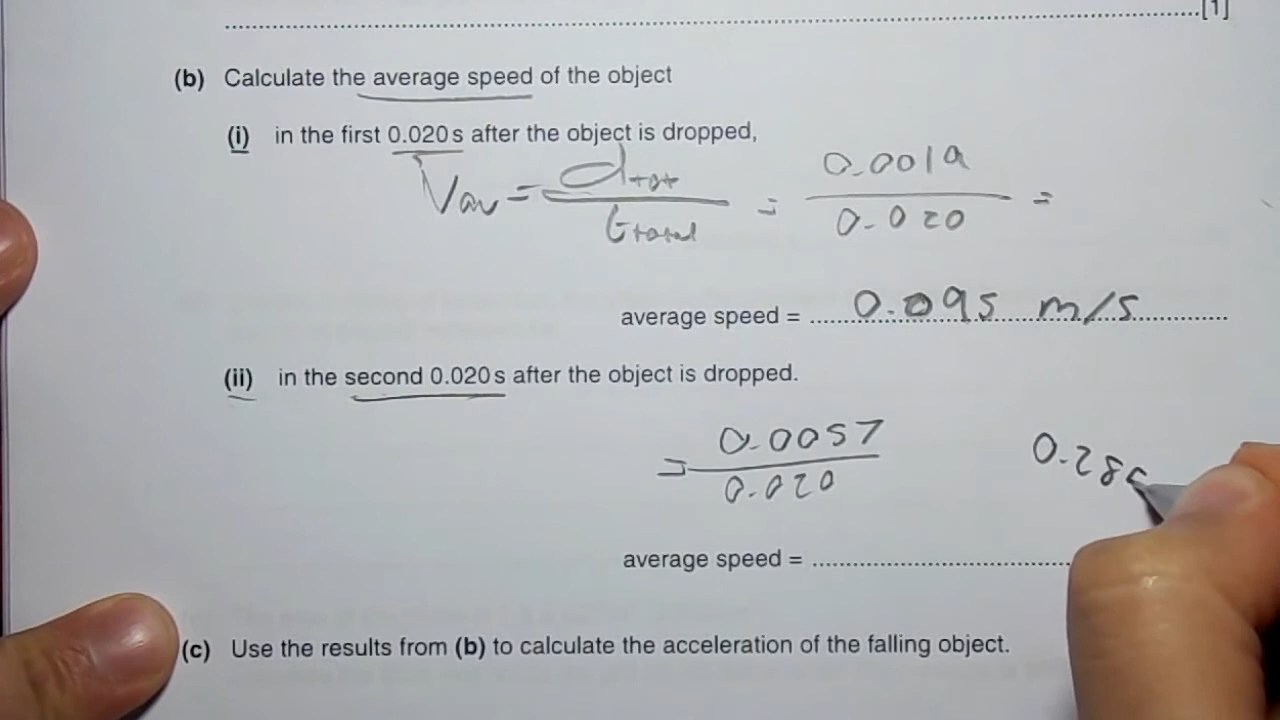 [1]
(b) Calculate the average speed of the object
(i) in the first 0.020 s after the object is dropped,
Vav = dtot / ttotal = 0.0019 / 0.020 =
average speed = 0.095 m/s
(ii) in the second 0.020 s after the object is dropped.
= 0.0057 / 0.020 0.285
average speed =
(c) Use the results from (b) to calculate the acceleration of the falling object.